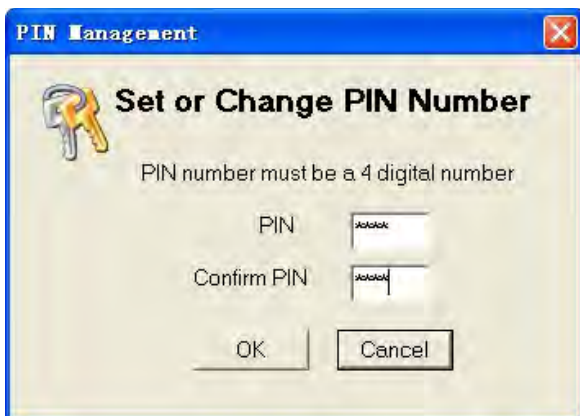 PIN Management
Set or Change PIN Number
PIN number must be a 4 digital number
PIN ****
Confirm PIN ****
OK Cancel